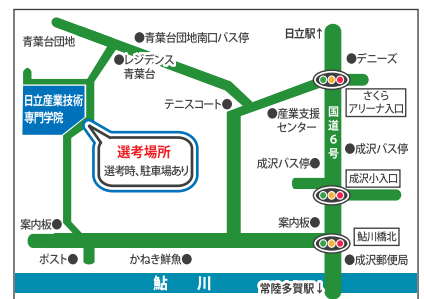 日立駅↑
青葉台団地
●青葉台団地南口バス停
●レジデンス
青葉台
●デニーズ
日立産業技術
専門学院
テニスコート●
さくら
アリーナ入口
●産業支援
センター
国道6号
選考場所
選考時、駐車場あり
●成沢バス停
成沢バス停●
成沢小入口
案内板●
案内板●
鮎川橋北
ポスト●
かねき鮮魚●
●成沢郵便局
鮎川
常陸多賀駅↓